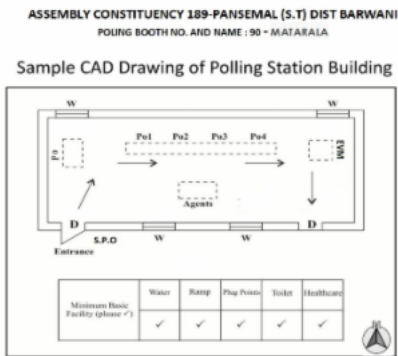 ASSEMBLY CONSTITUENCY 189-PANSEMAL (S.T) DIST BARWANI
POLING BOOTH NO. AND NAME : 90 - MATARALA
Sample CAD Drawing of Polling Station Building
W W
Po Po1 Po2 Po3 Po4 EVM
Agents
D D
S.P.O W W
Entrance
Minimum Basic Facility (please ✓) Water Ramp Plug Points Toilet Healthcare
✓ ✓ ✓ ✓ ✓
N